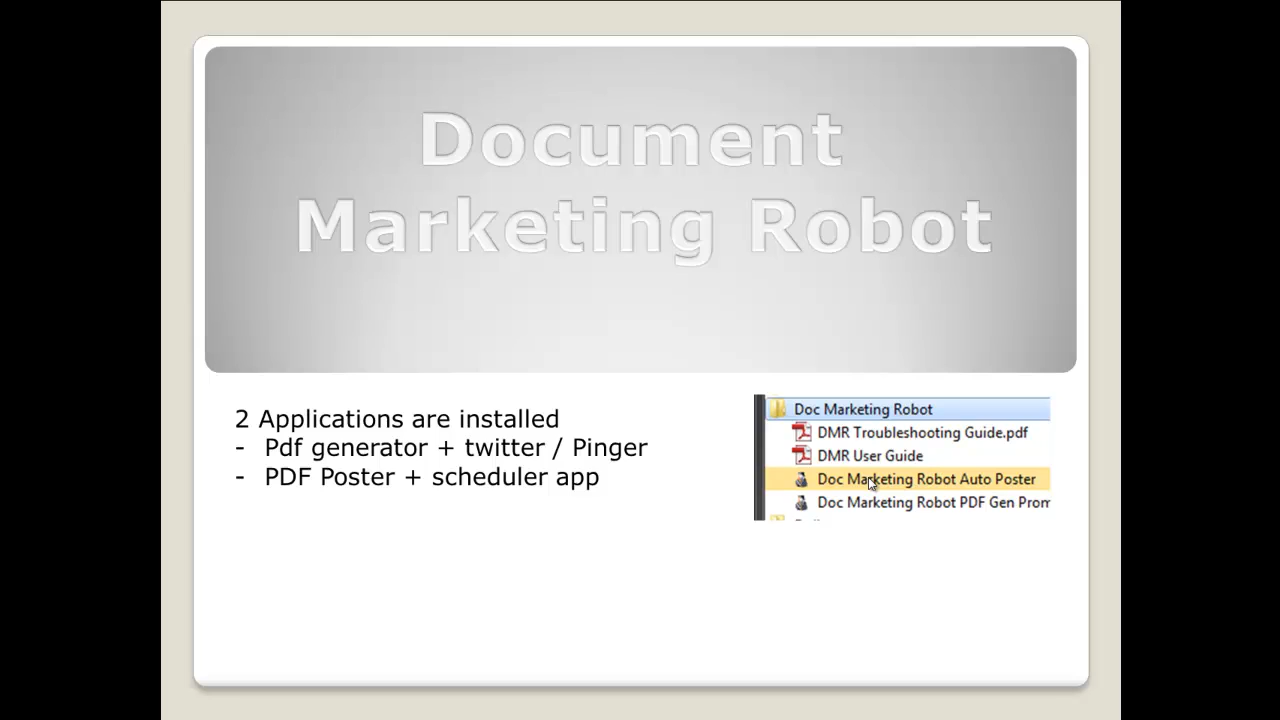 Document
Marketing Robot
2 Applications are installed
- Pdf generator + twitter / Pinger
- PDF Poster + scheduler app
Doc Marketing Robot
DMR Troubleshooting Guide.pdf
DMR User Guide
Doc Marketing Robot Auto Poster
Doc Marketing Robot PDF Gen Prom